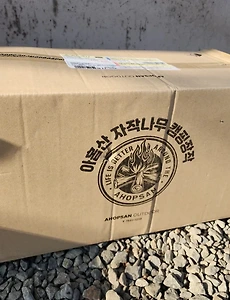 아홉산 자작나무 캠핑장작
LIFE IS BETTER AROUND THE
AHOPSAN
AHOPSAN OUTDOOR